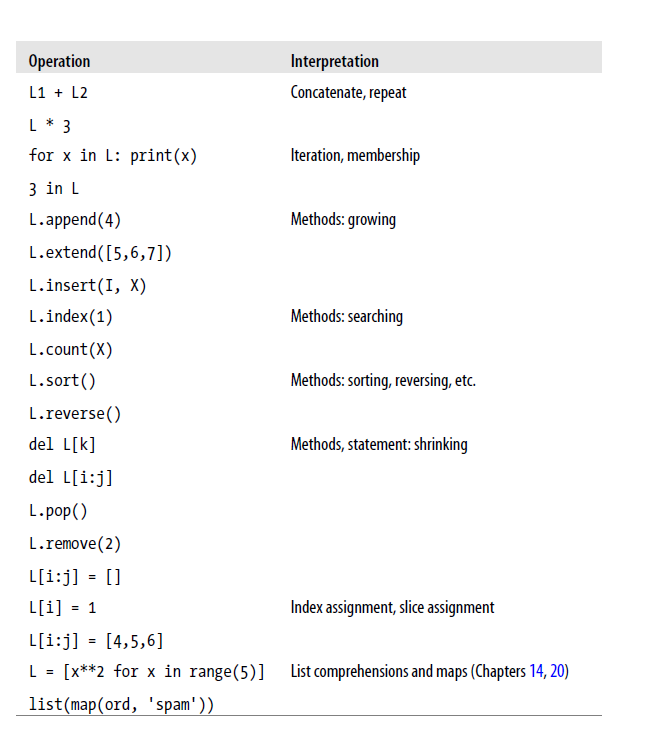 Operation Interpretation
L1 + L2 Concatenate, repeat
L * 3
for x in L: print(x) Iteration, membership
3 in L
L.append(4) Methods: growing
L.extend([5,6,7])
L.insert(I, X)
L.index(1) Methods: searching
L.count(X)
L.sort() Methods: sorting, reversing, etc.
L.reverse()
del L[k] Methods, statement: shrinking
del L[i:j]
L.pop()
L.remove(2)
L[i:j] = []
L[i] = 1 Index assignment, slice assignment
L[i:j] = [4,5,6]
L = [x**2 for x in range(5)] List comprehensions and maps (Chapters 14, 20)
list(map(ord, 'spam'))